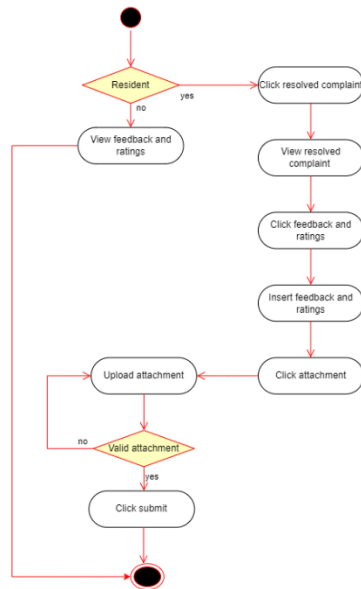 Resident
yes
no
Click resolved complaint
View feedback and
ratings
View resolved
complaint
Click feedback and
ratings
Insert feedback and
ratings
Click attachment
Upload attachment
no
Valid attachment
yes
Click submit